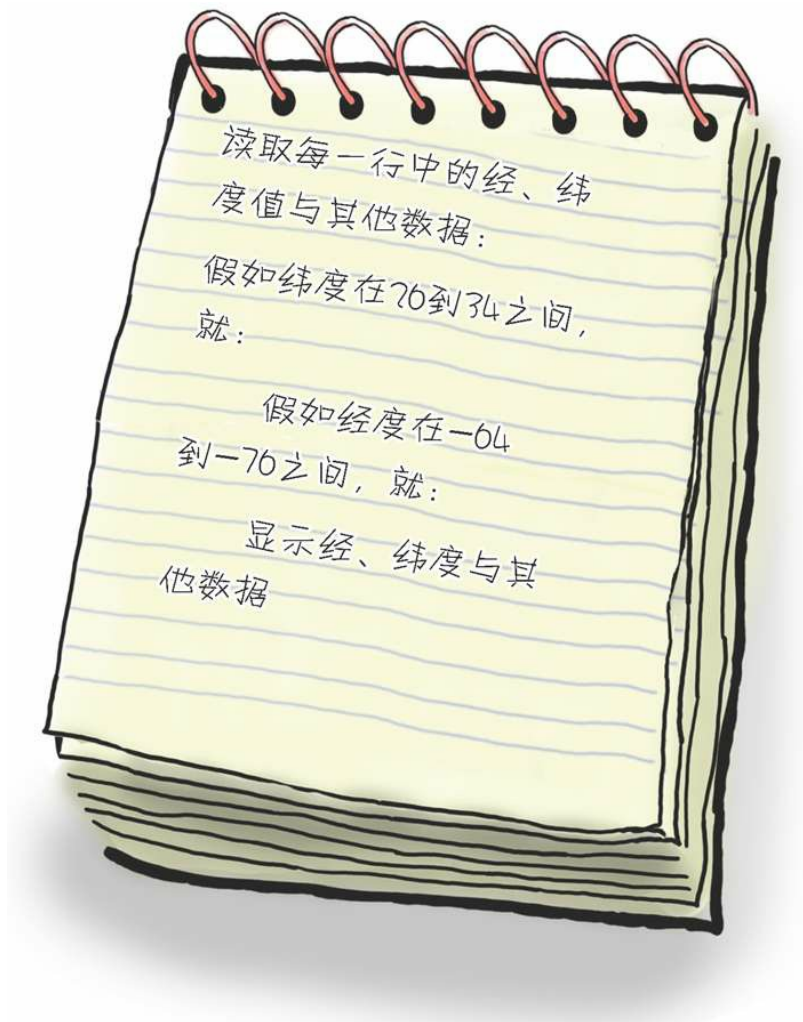 读取每一行中的经、纬
度值与其他数据：
假如纬度在26到34之间，
就：
假如经度在-64
到-76之间，就：
显示经、纬度与其
他数据